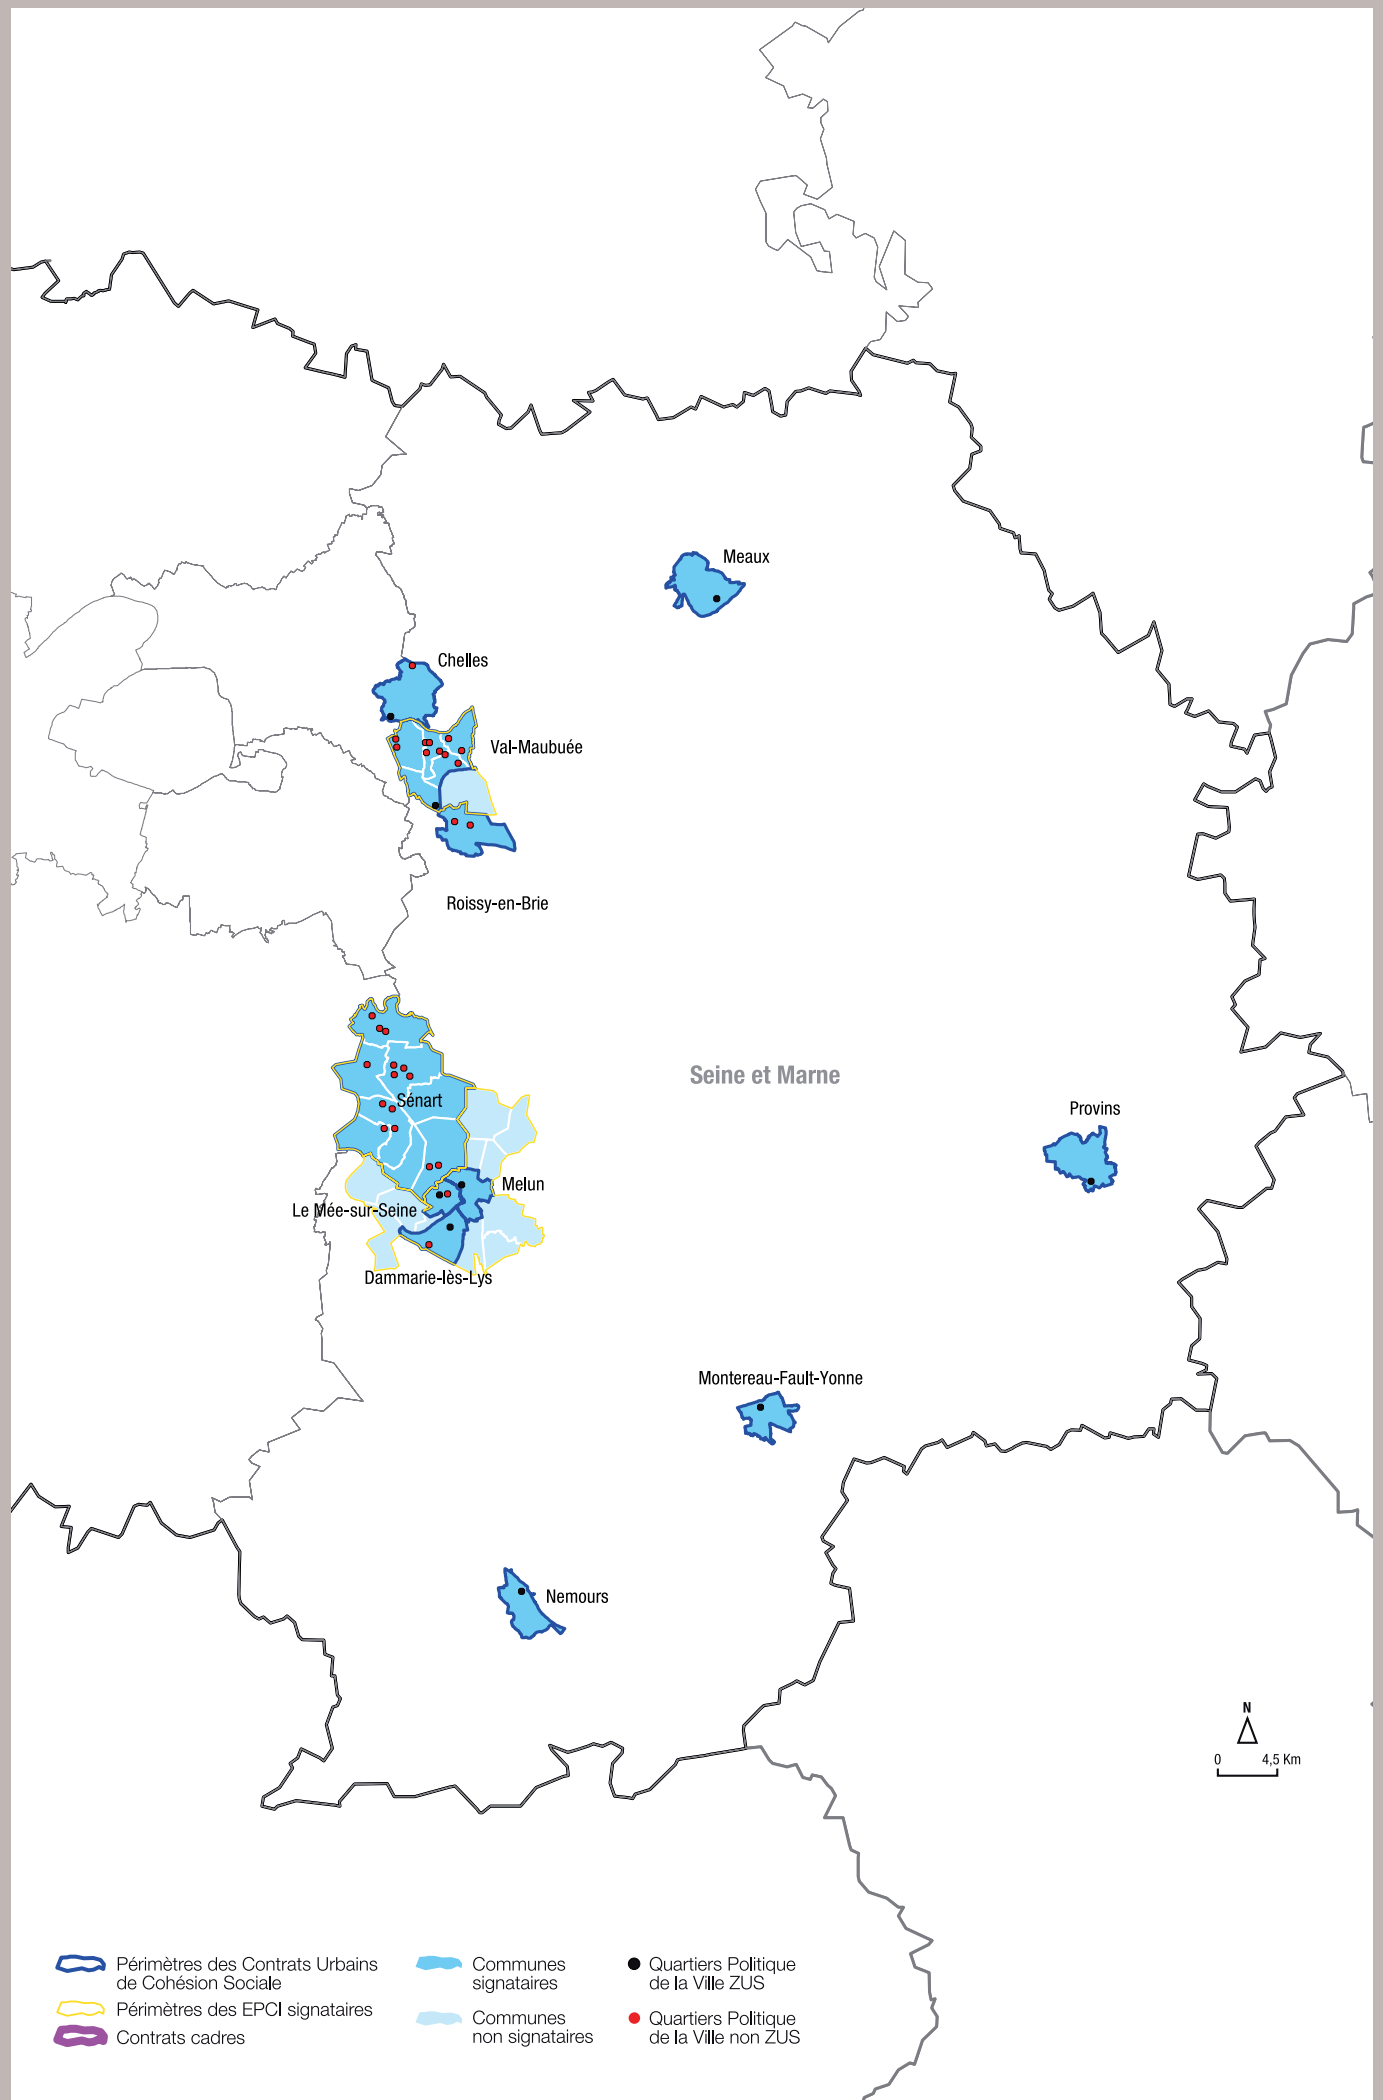 Meaux
Chelles
Val-Maubuée
Roissy-en-Brie
Seine et Marne
Sénart
Provins
Melun
Le Mée-sur-Seine
Dammarie-lès-Lys
Montereau-Fault-Yonne
Nemours
N
0 4,5 Km
Périmètres des Contrats Urbains
de Cohésion Sociale
Périmètres des EPCI signataires
Contrats cadres
Communes
signataires
Communes
non signataires
Quartiers Politique
de la Ville ZUS
Quartiers Politique
de la Ville non ZUS